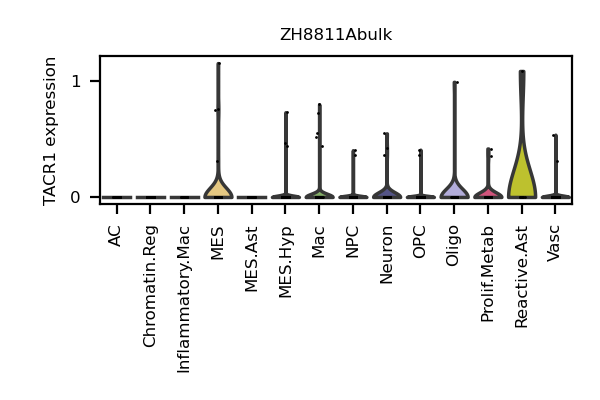 ZH8811Abulk
TACR1 expression
1
0
AC
Chromatin.Reg
Inflammatory.Mac
MES
MES.Ast
MES.Hyp
Mac
NPC
Neuron
OPC
Oligo
Prolif.Metab
Reactive.Ast
Vasc